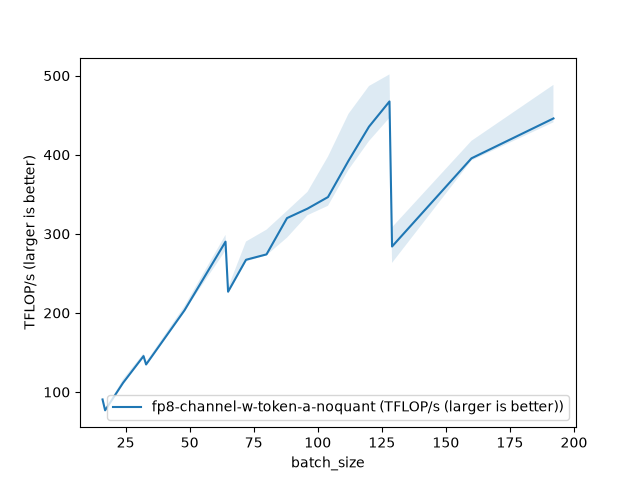 500
400
300
200
100
TFLOP/s (larger is better)
fp8-channel-w-token-a-noquant (TFLOP/s (larger is better))
25 50 75 100 125 150 175 200
batch_size